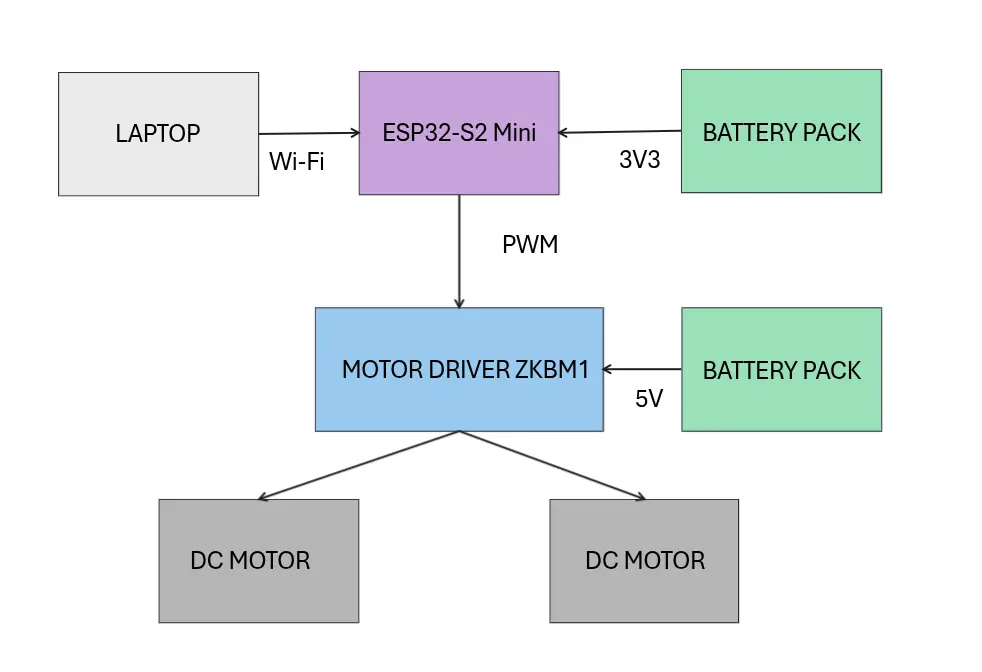 LAPTOP
ESP32-S2 Mini
BATTERY PACK
Wi-Fi
3V3
PWM
MOTOR DRIVER ZKBM1
BATTERY PACK
5V
DC MOTOR
DC MOTOR